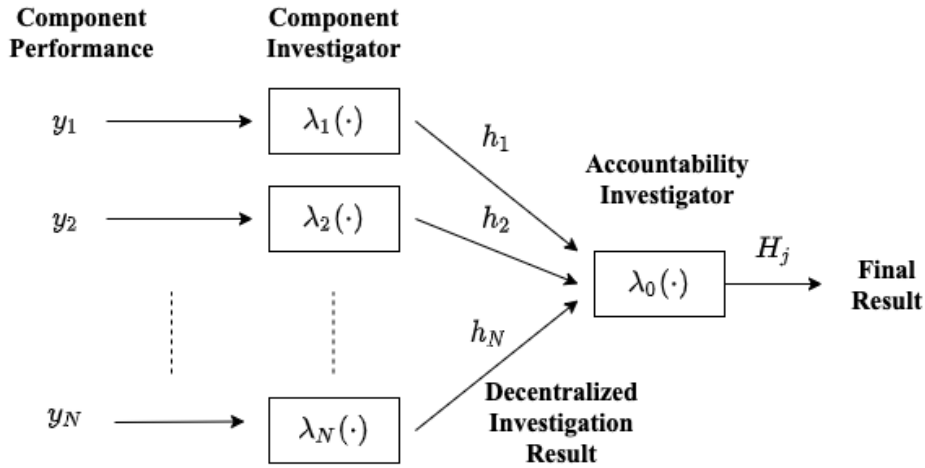 Component
Performance
Component
Investigator
y₁
λ₁(·)
h₁
Accountability
Investigator
y₂
λ₂(·)
h₂
λ₀(·)
H_j
Final
Result
h_N
y_N
λ_N(·)
Decentralized
Investigation
Result